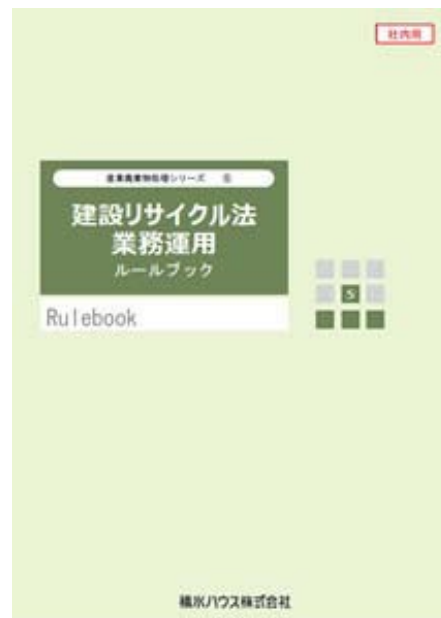 社内用
産業廃棄物処理シリーズ ⑤
建設リサイクル法
業務運用
ルールブック
Rulebook
S
積水ハウス株式会社